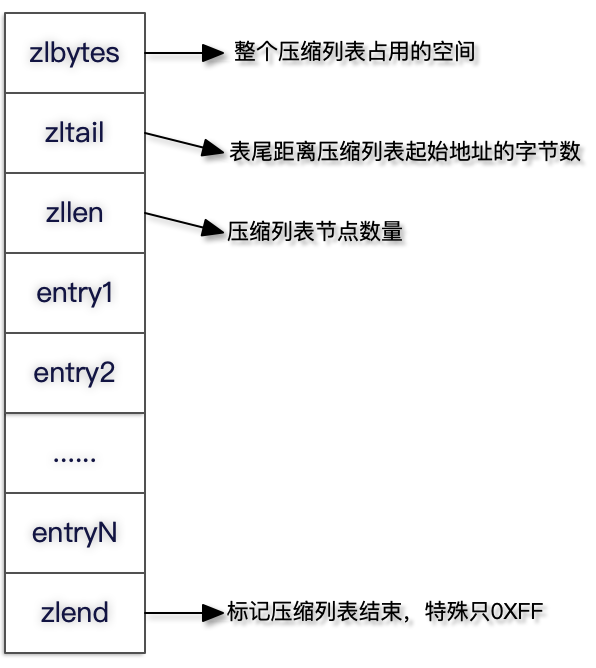 zlbytes 整个压缩列表占用的空间
zltail 表尾距离压缩列表起始地址的字节数
zllen 压缩列表节点数量
entry1
entry2
......
entryN
zlend 标记压缩列表结束，特殊只0XFF